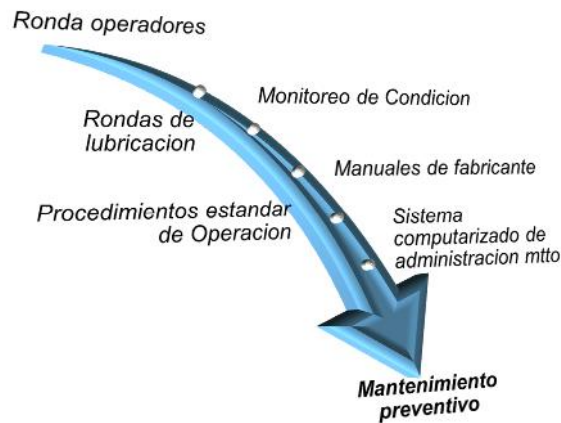 Ronda operadores
Monitoreo de Condicion
Rondas de
lubricacion
Manuales de fabricante
Procedimientos estandar
de Operacion
Sistema
computarizado de
administracion mtto
Mantenimiento
preventivo